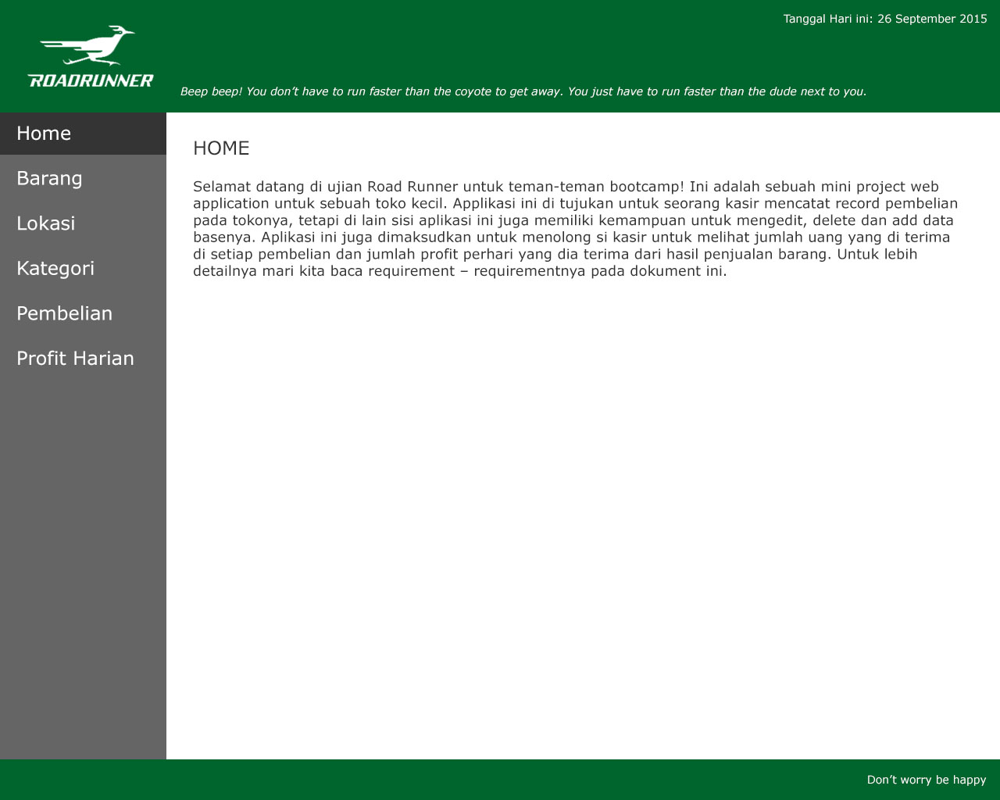 Tanggal Hari ini: 26 September 2015
ROADRUNNER
Beep beep! You don’t have to run faster than the coyote to get away. You just have to run faster than the dude next to you.
Home
Barang
Lokasi
Kategori
Pembelian
Profit Harian
HOME
Selamat datang di ujian Road Runner untuk teman-teman bootcamp! Ini adalah sebuah mini project web
application untuk sebuah toko kecil. Applikasi ini di tujukan untuk seorang kasir mencatat record pembelian
pada tokonya, tetapi di lain sisi aplikasi ini juga memiliki kemampuan untuk mengedit, delete dan add data
basenya. Aplikasi ini juga dimaksudkan untuk menolong si kasir untuk melihat jumlah uang yang di terima
di setiap pembelian dan jumlah profit perhari yang dia terima dari hasil penjualan barang. Untuk lebih
detailnya mari kita baca requirement – requirementnya pada dokument ini.
Don’t worry be happy